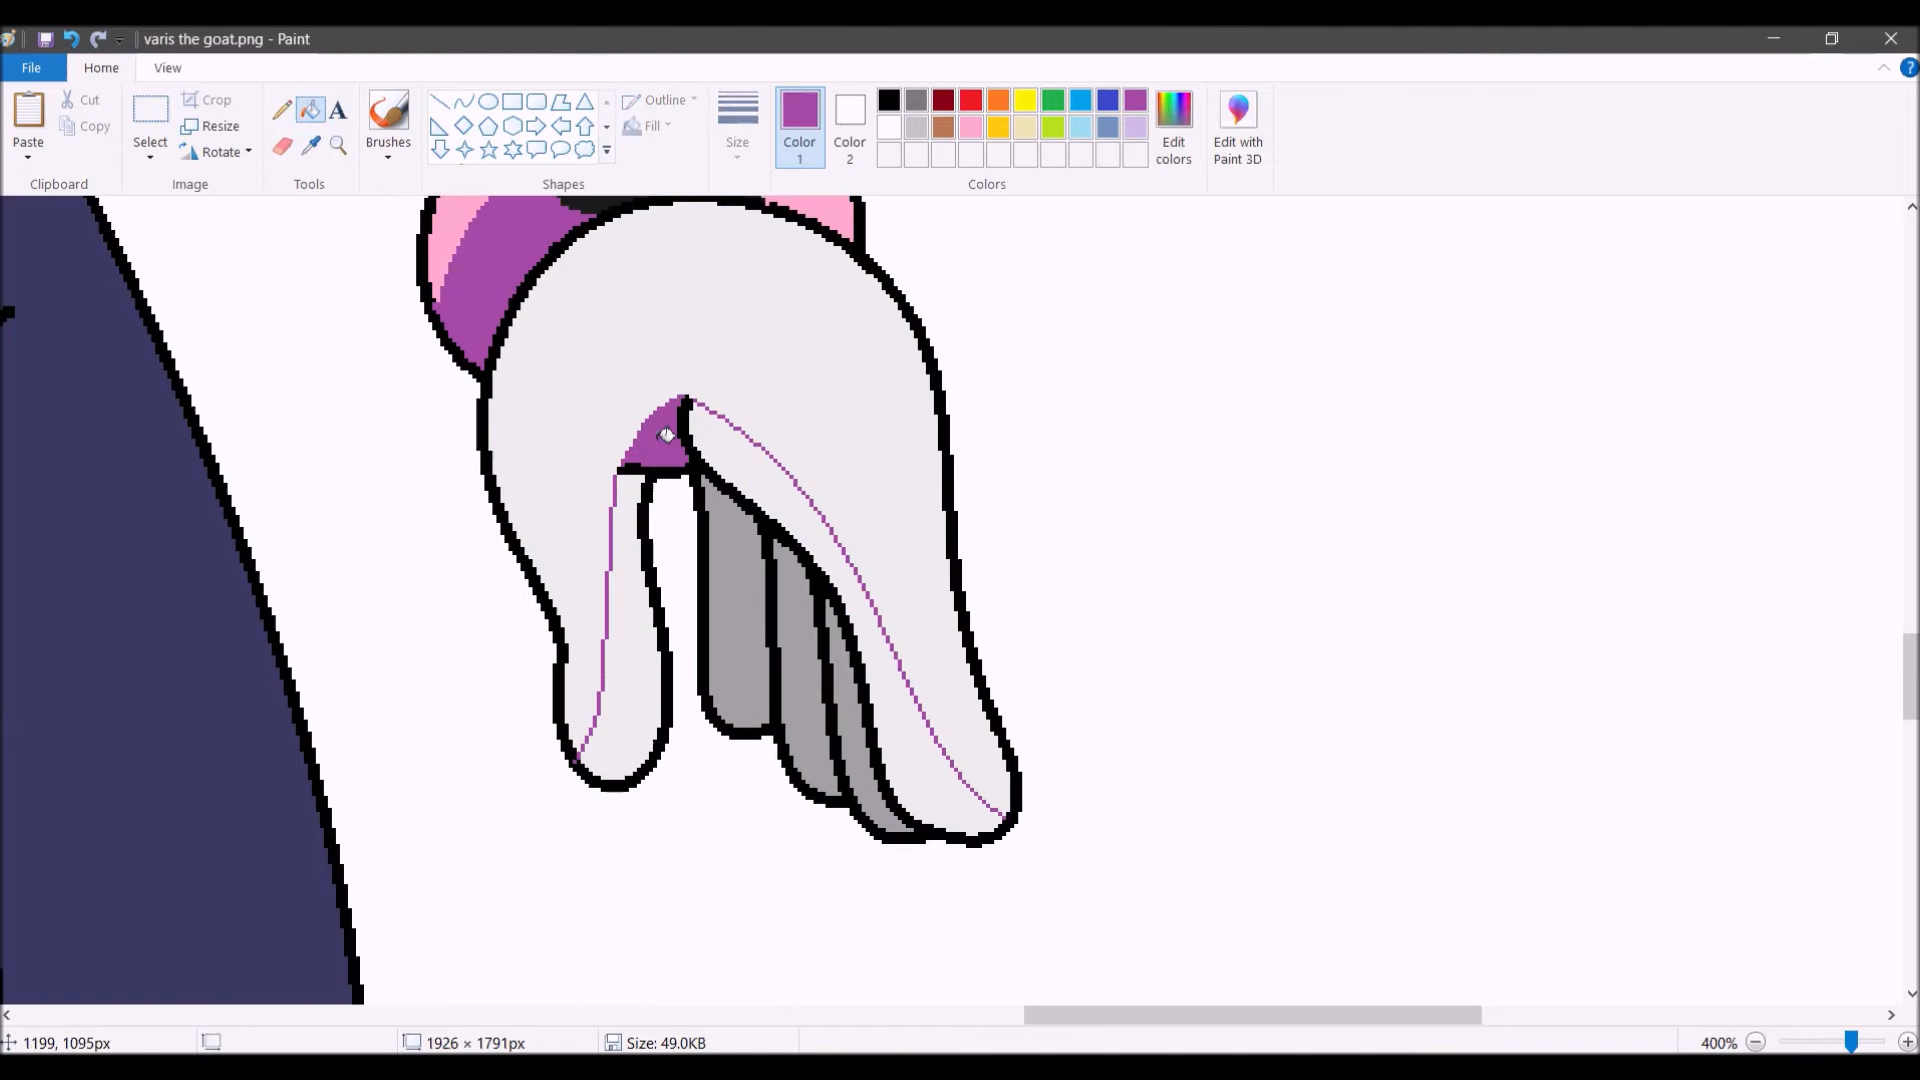 varis the goat.png - Paint
File Home View
Paste
Cut
Copy
Clipboard
Select
Crop
Resize
Rotate
Image
A
Tools
Brushes
Outline
Fill
Shapes
Size
Color
1
Color
2
Colors
Edit
colors
Edit with
Paint 3D
?
1199, 1095px
1926 × 1791px
Size: 49.0KB
400%